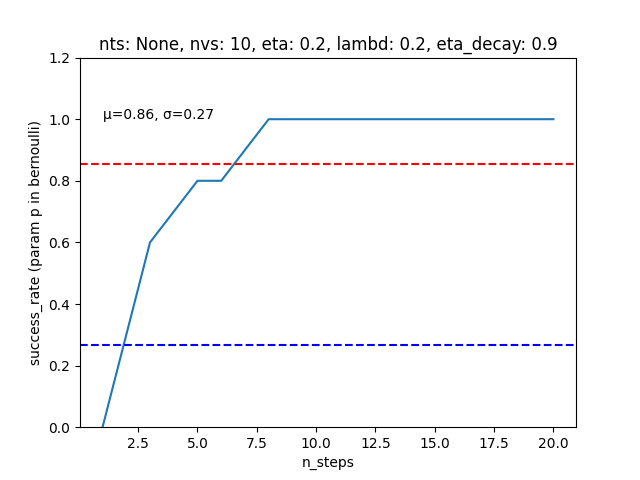 nts: None, nvs: 10, eta: 0.2, lambd: 0.2, eta_decay: 0.9
1.2
μ=0.86, σ=0.27
1.0
0.8
0.6
0.4
0.2
0.0
success_rate (param p in bernoulli)
2.5 5.0 7.5 10.0 12.5 15.0 17.5 20.0
n_steps